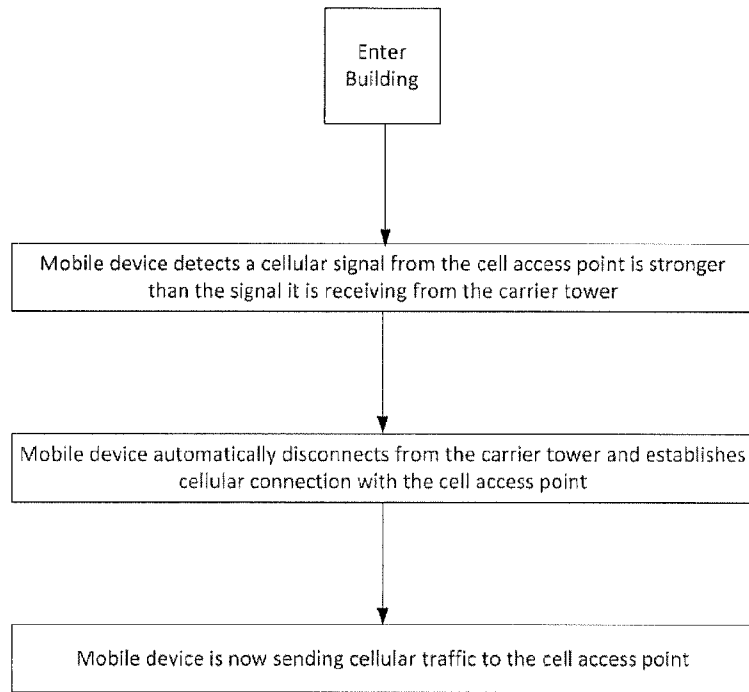 Enter
Building
Mobile device detects a cellular signal from the cell access point is stronger
than the signal it is receiving from the carrier tower
Mobile device automatically disconnects from the carrier tower and establishes
cellular connection with the cell access point
Mobile device is now sending cellular traffic to the cell access point